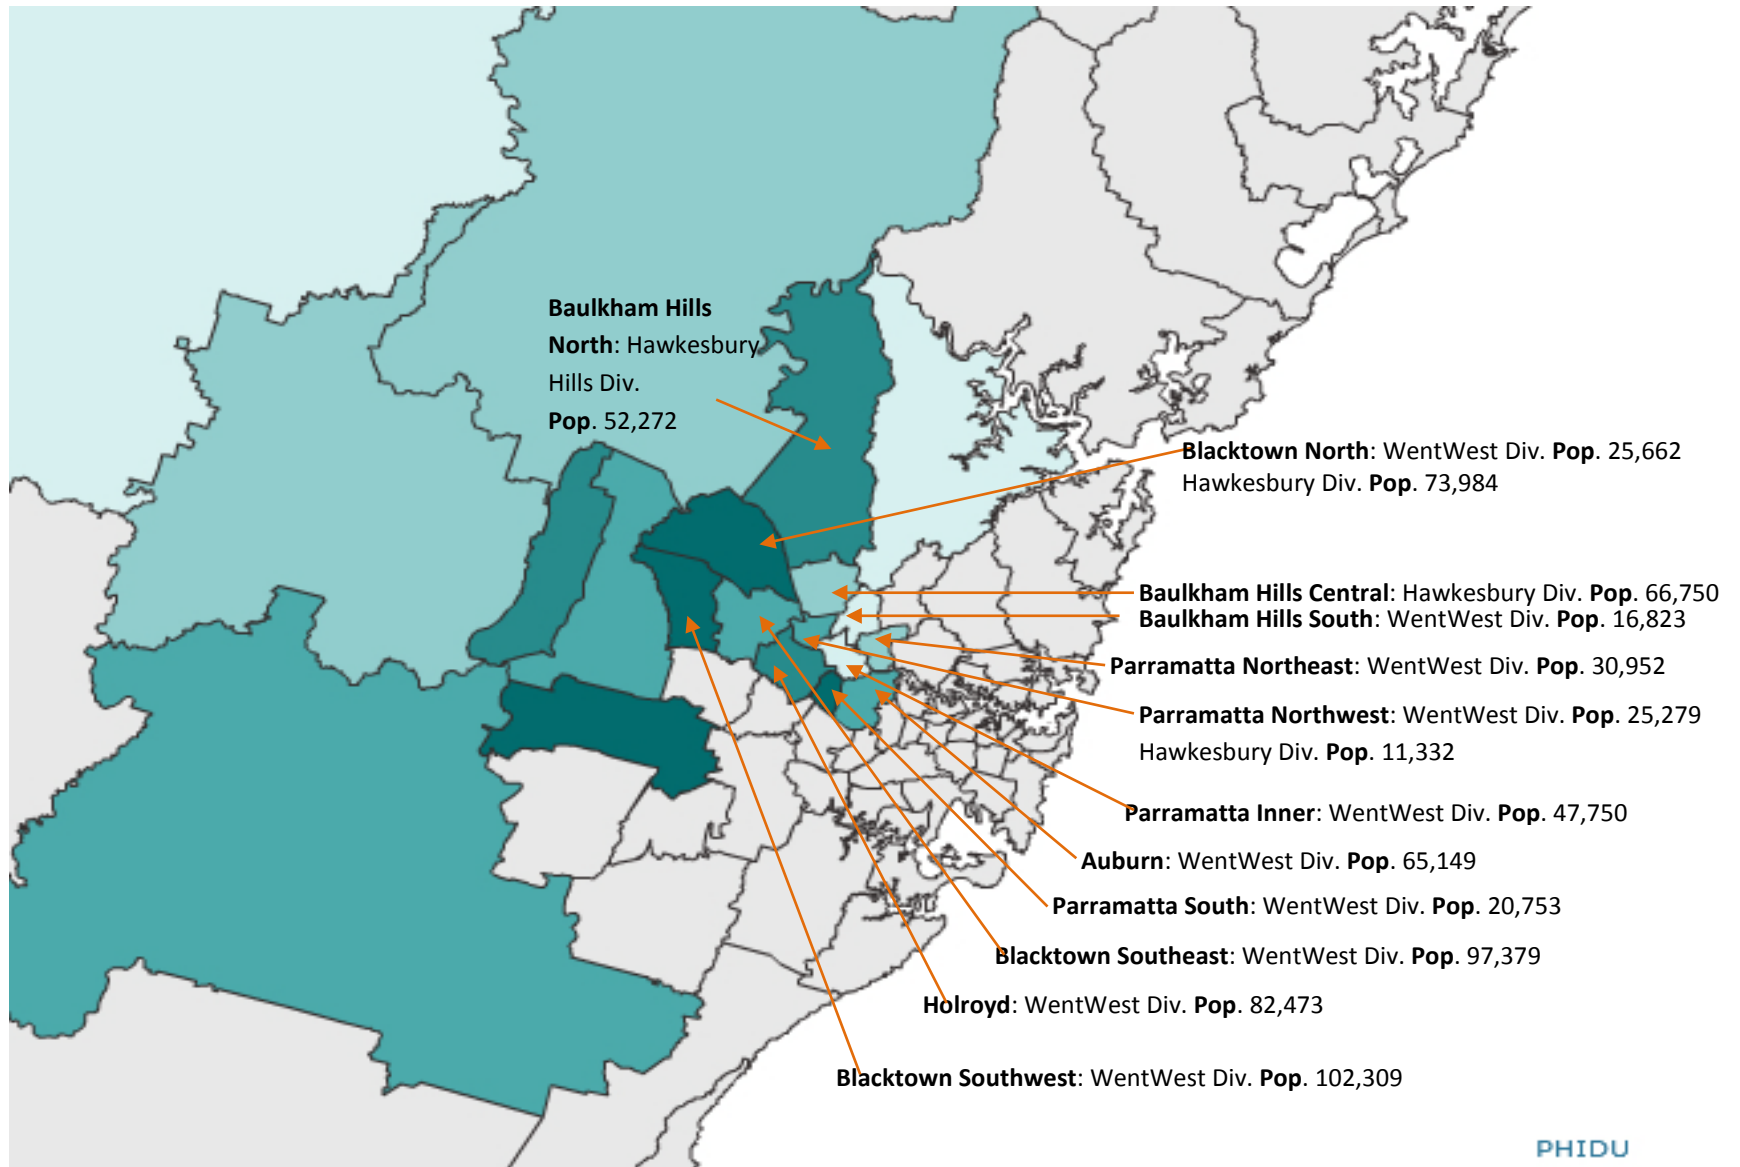 Baulkham Hills
North: Hawkesbury
Hills Div.
Pop. 52,272
Blacktown North: WentWest Div. Pop. 25,662
Hawkesbury Div. Pop. 73,984
Baulkham Hills Central: Hawkesbury Div. Pop. 66,750
Baulkham Hills South: WentWest Div. Pop. 16,823
Parramatta Northeast: WentWest Div. Pop. 30,952
Parramatta Northwest: WentWest Div. Pop. 25,279
Hawkesbury Div. Pop. 11,332
Parramatta Inner: WentWest Div. Pop. 47,750
Auburn: WentWest Div. Pop. 65,149
Parramatta South: WentWest Div. Pop. 20,753
Blacktown Southeast: WentWest Div. Pop. 97,379
Holroyd: WentWest Div. Pop. 82,473
Blacktown Southwest: WentWest Div. Pop. 102,309
PHIDU